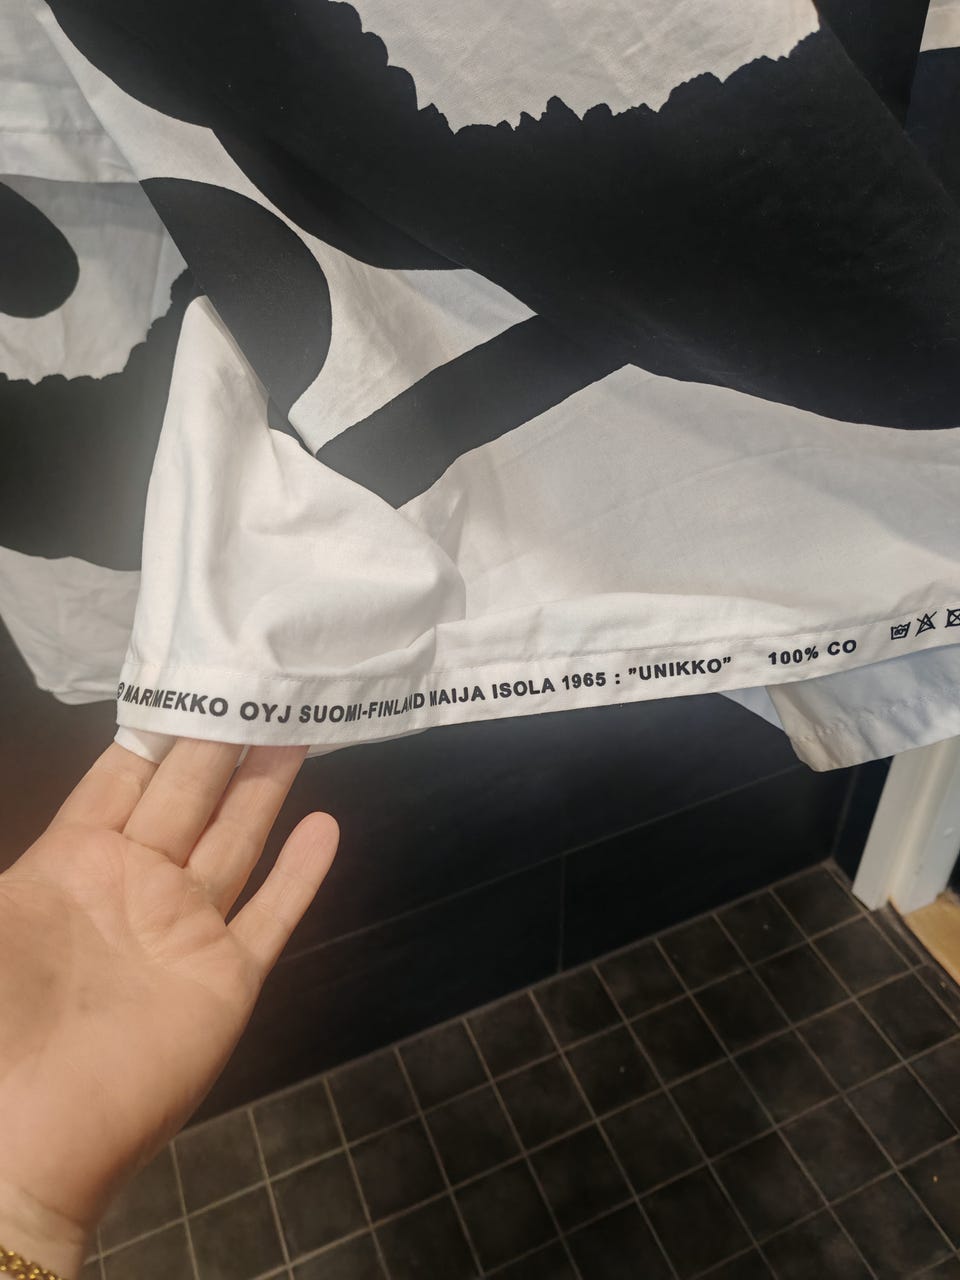 © MARIMEKKO OYJ SUOMI-FINLAND MAIJA ISOLA 1965 : "UNIKKO" 100% CO